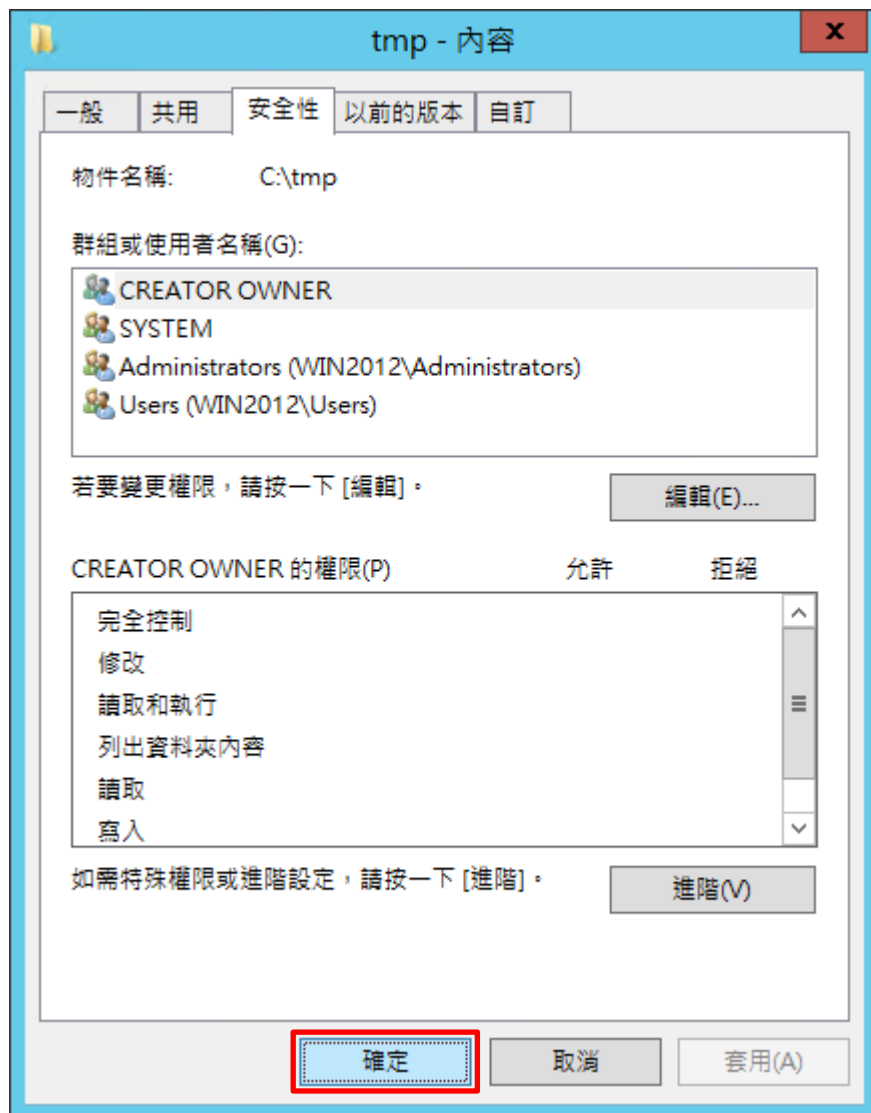 tmp - 內容
一般 共用 安全性 以前的版本 自訂
物件名稱: C:\tmp
群組或使用者名稱(G):
CREATOR OWNER
SYSTEM
Administrators (WIN2012\Administrators)
Users (WIN2012\Users)
若要變更權限，請按一下 [編輯]。 編輯(E)...
CREATOR OWNER 的權限(P) 允許 拒絕
完全控制
修改
讀取和執行
列出資料夾內容
讀取
寫入
如需特殊權限或進階設定，請按一下 [進階]。 進階(V)
確定 取消 套用(A)